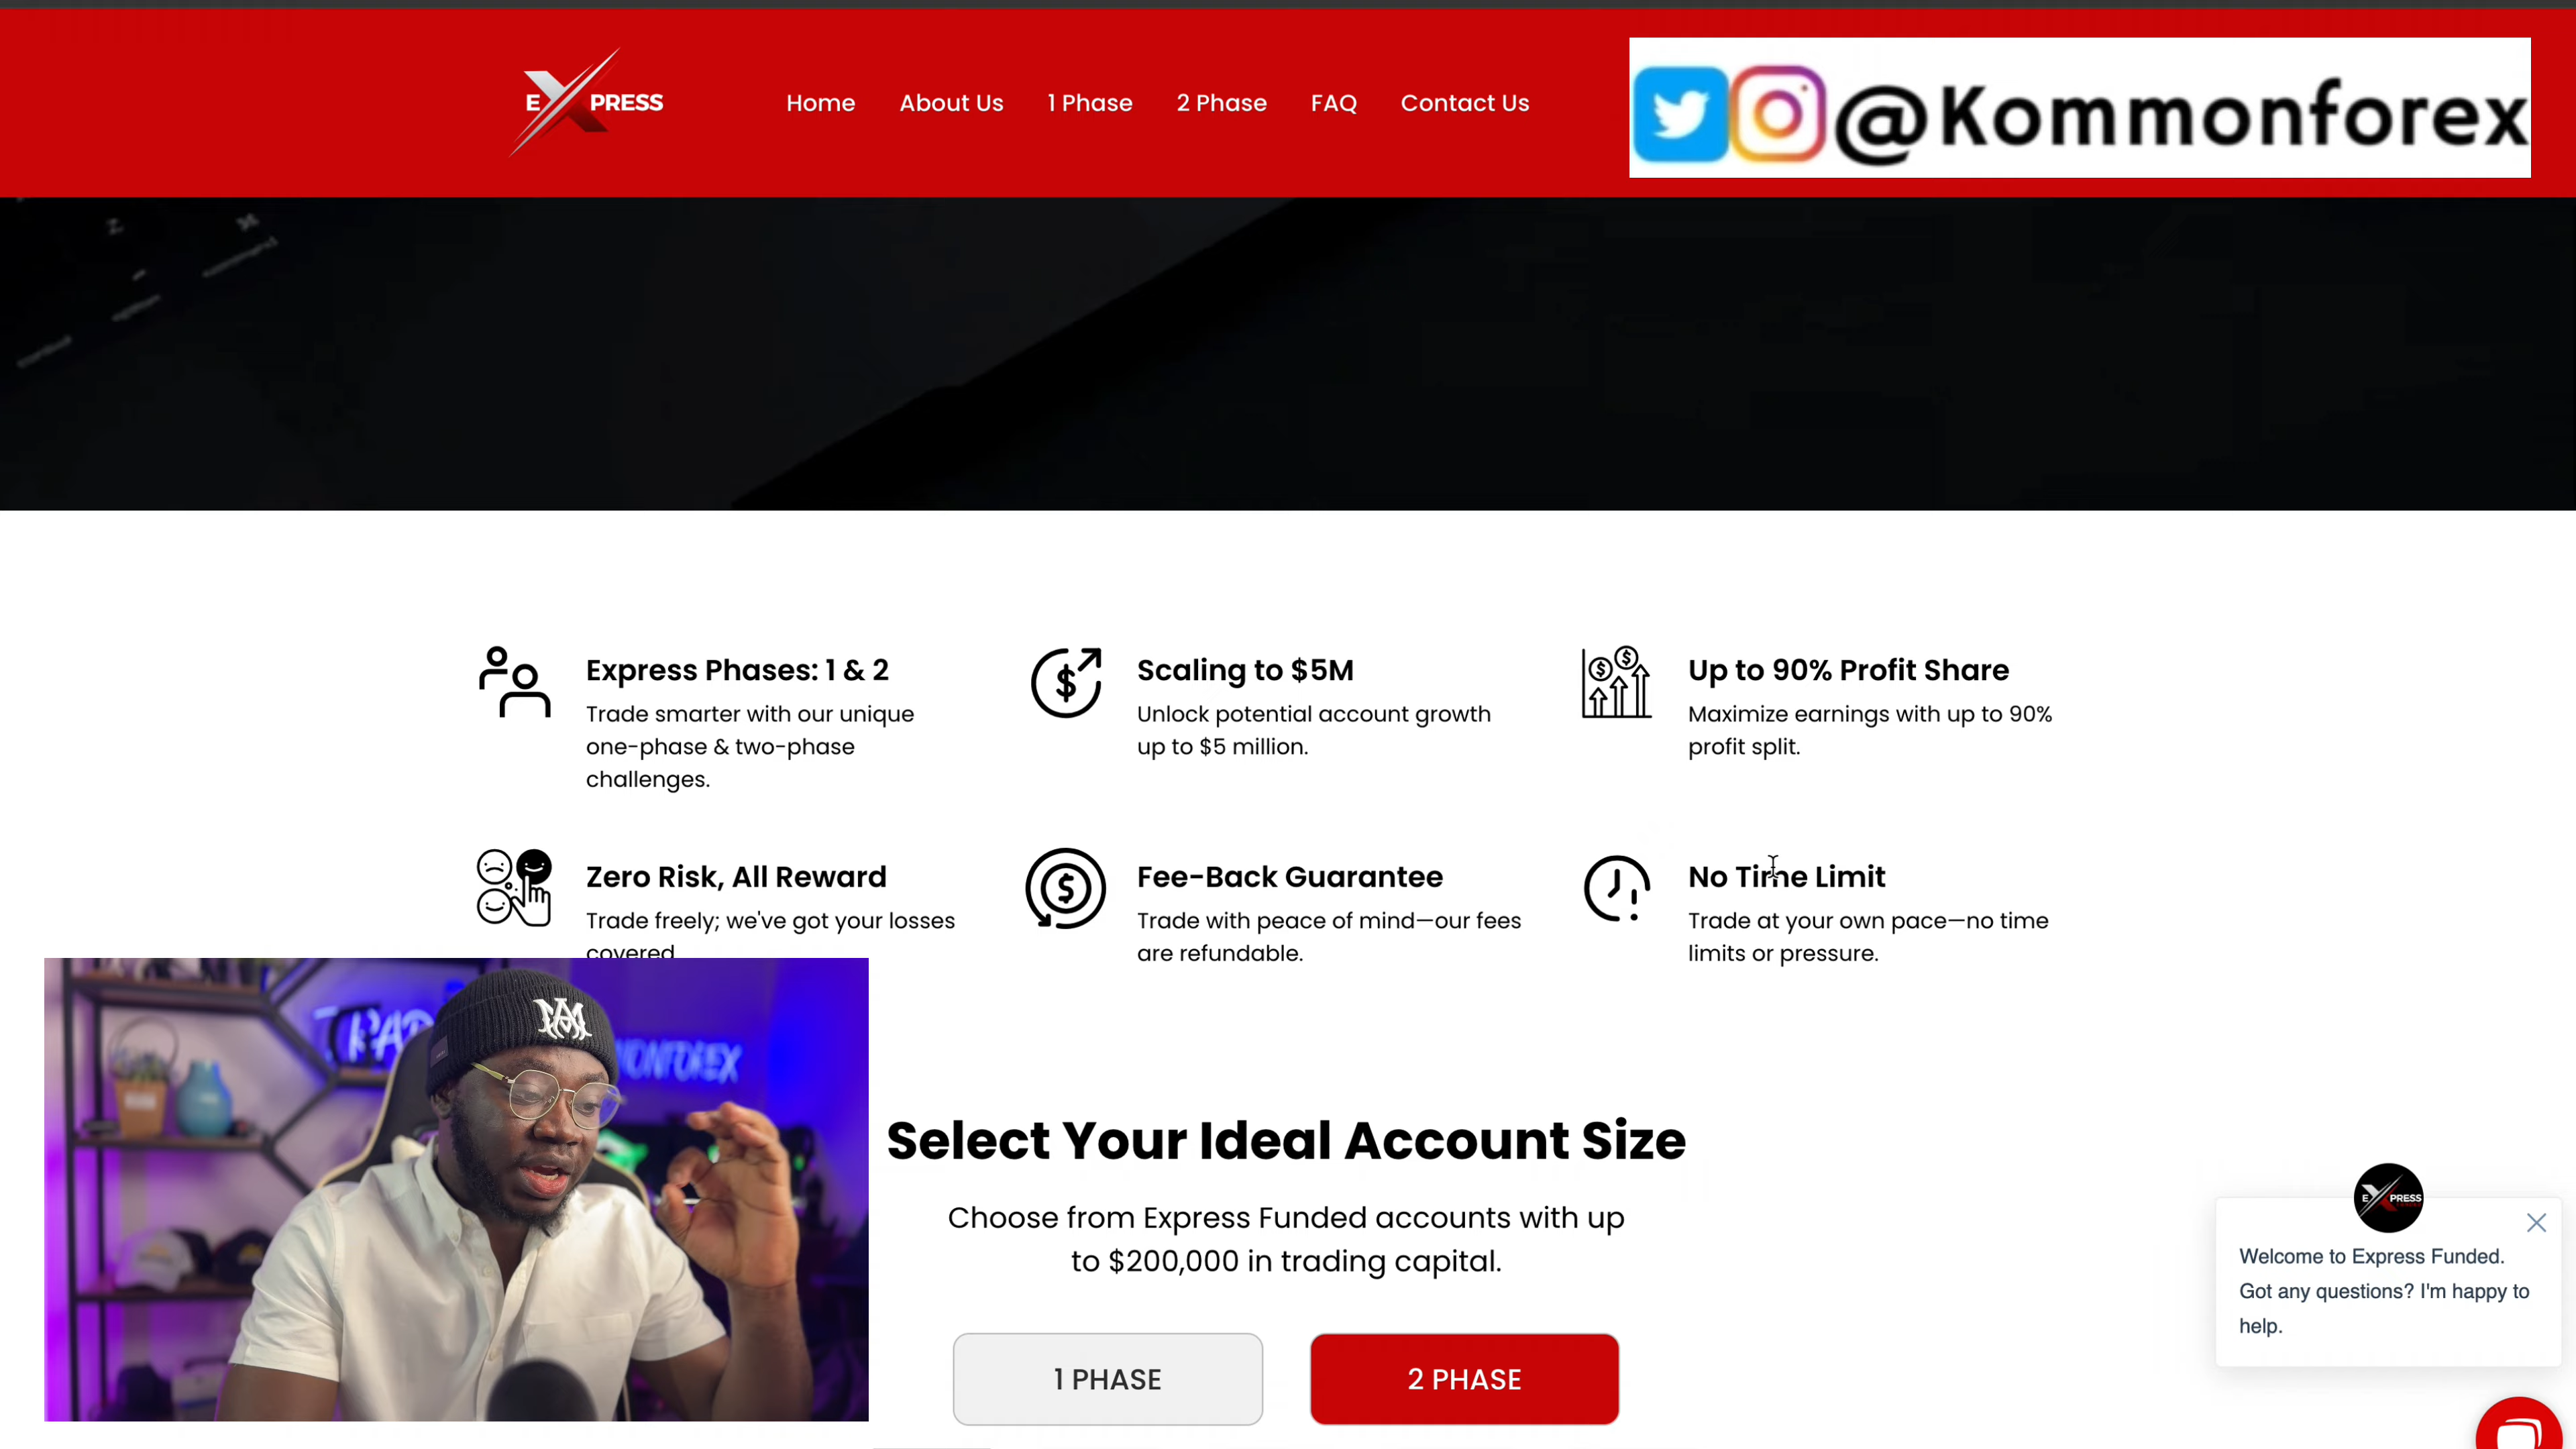 EXPRESS
Home About Us 1 Phase 2 Phase FAQ Contact Us
@Kommonforex
Express Phases: 1 & 2
Trade smarter with our unique
one-phase & two-phase
challenges.
Scaling to $5M
Unlock potential account growth
up to $5 million.
Up to 90% Profit Share
Maximize earnings with up to 90%
profit split.
Zero Risk, All Reward
Trade freely; we've got your losses
covered
Fee-Back Guarantee
Trade with peace of mind—our fees
are refundable.
No Time Limit
Trade at your own pace—no time
limits or pressure.
Select Your Ideal Account Size
Choose from Express Funded accounts with up
to $200,000 in trading capital.
1 PHASE
2 PHASE
EXPRESS
Welcome to Express Funded.
Got any questions? I'm happy to
help.